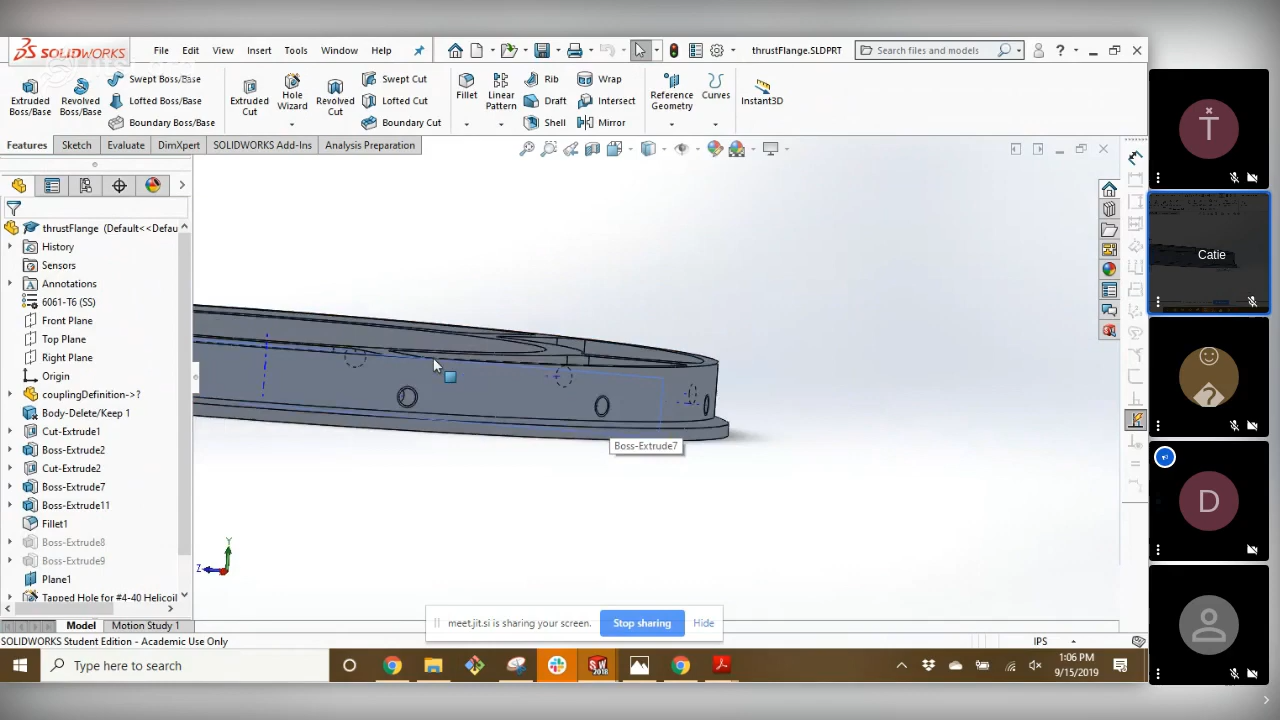 SOLIDWORKS File Edit View Insert Tools Window Help thrustFlange.SLDPRT Search files and models ?
Extruded Boss/Base
Revolved Boss/Base
Swept Boss/Base
Lofted Boss/Base
Boundary Boss/Base
Extruded Cut
Hole Wizard
Revolved Cut
Swept Cut
Lofted Cut
Boundary Cut
Fillet
Linear Pattern
Rib
Draft
Shell
Wrap
Intersect
Mirror
Reference Geometry
Curves
Instant3D
Features Sketch Evaluate DimXpert SOLIDWORKS Add-Ins Analysis Preparation
thrustFlange (Default<<Defau
History
Sensors
Annotations
6061-T6 (SS)
Front Plane
Top Plane
Right Plane
Origin
couplingDefinition->?
Body-Delete/Keep 1
Cut-Extrude1
Boss-Extrude2
Cut-Extrude2
Boss-Extrude7
Boss-Extrude11
Fillet1
Boss-Extrude8
Boss-Extrude9
Plane1
Tapped Hole for #4-40 Helicoil
Boss-Extrude7
Y
Z
meet.jit.si is sharing your screen. Stop sharing Hide
Model Motion Study 1
SOLIDWORKS Student Edition - Academic Use Only IPS
Type here to search
SW 2018
1:06 PM
9/15/2019
Catie
D